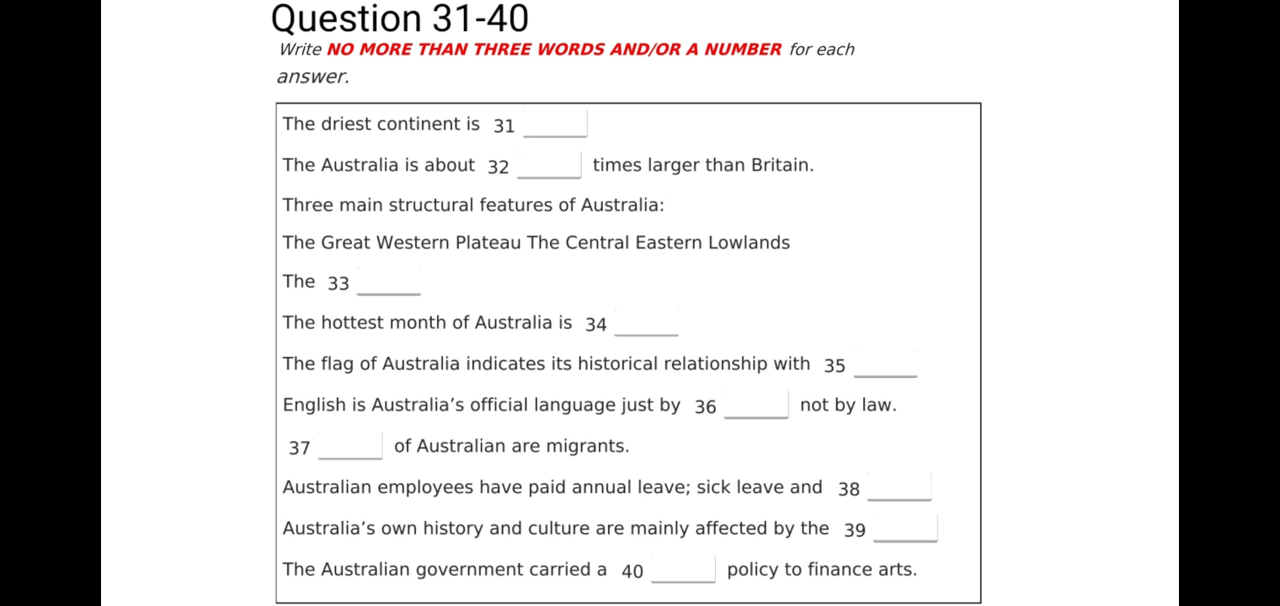 Question 31-40
Write NO MORE THAN THREE WORDS AND/OR A NUMBER for each
answer.
The driest continent is 31
The Australia is about 32 times larger than Britain.
Three main structural features of Australia:
The Great Western Plateau The Central Eastern Lowlands
The 33
The hottest month of Australia is 34
The flag of Australia indicates its historical relationship with 35
English is Australia’s official language just by 36 not by law.
37 of Australian are migrants.
Australian employees have paid annual leave; sick leave and 38
Australia’s own history and culture are mainly affected by the 39
The Australian government carried a 40 policy to finance arts.